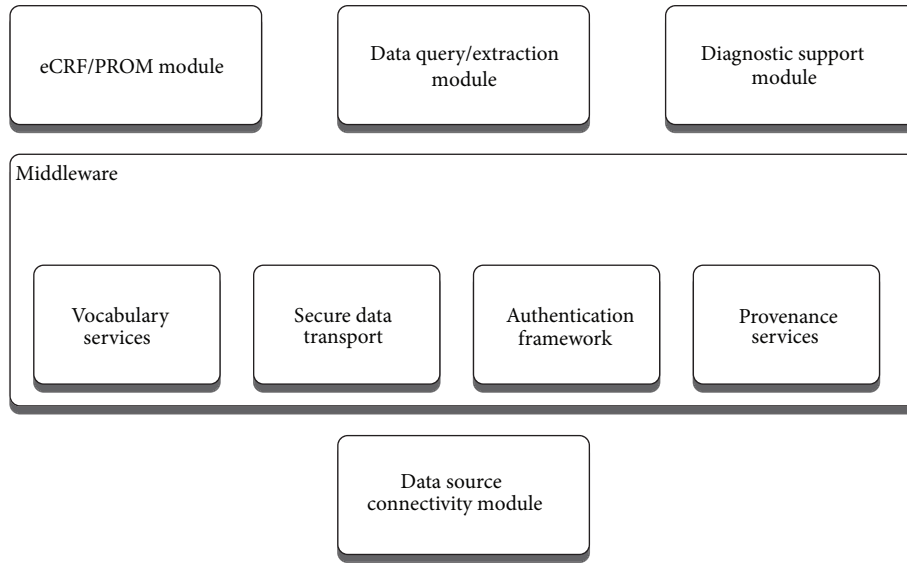 eCRF/PROM module
Data query/extraction
module
Diagnostic support
module
Middleware
Vocabulary
services
Secure data
transport
Authentication
framework
Provenance
services
Data source
connectivity module